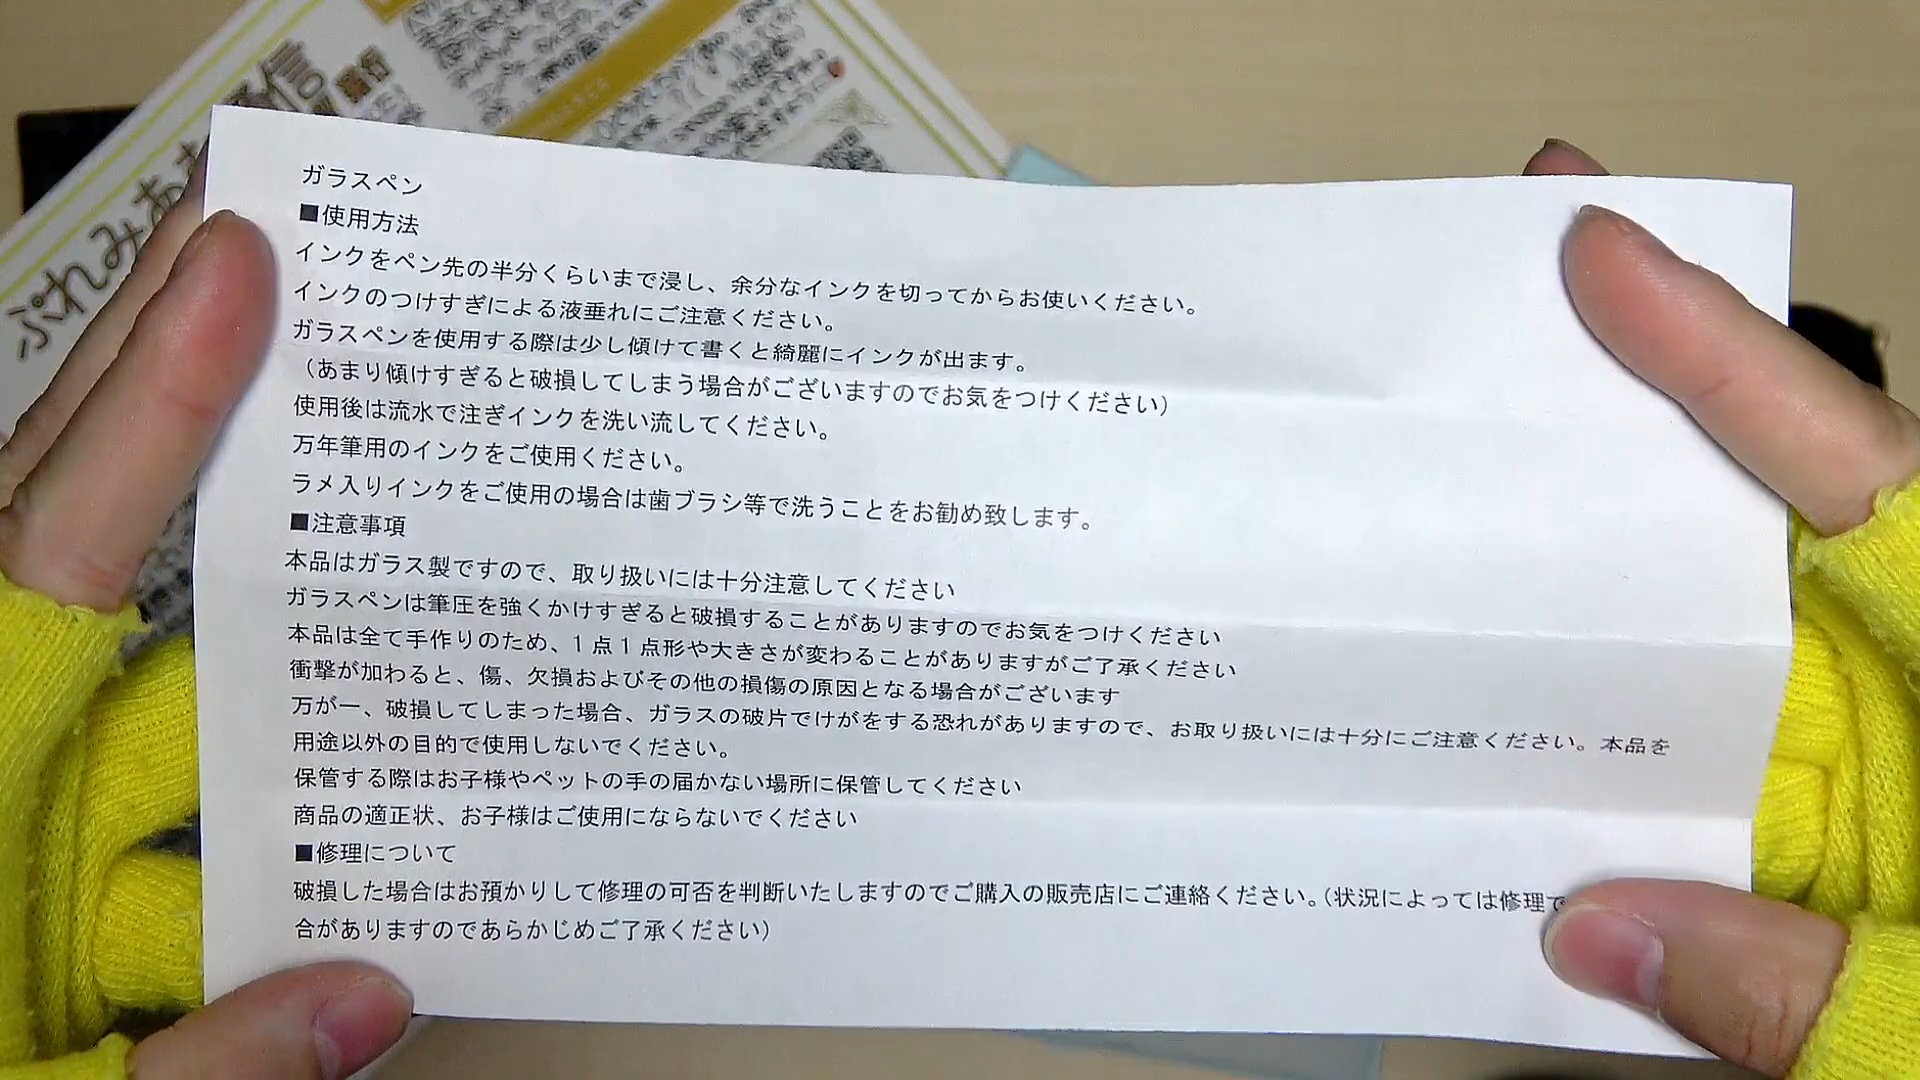 信
発行
ぷれみあ
ガラスペン
■使用方法
インクをペン先の半分くらいまで浸し、余分なインクを切ってからお使いください。
インクのつけすぎによる液垂れにご注意ください。
ガラスペンを使用する際は少し傾けて書くと綺麗にインクが出ます。
（あまり傾けすぎると破損してしまう場合がございますのでお気をつけください）
使用後は流水で注ぎインクを洗い流してください。
万年筆用のインクをご使用ください。
ラメ入りインクをご使用の場合は歯ブラシ等で洗うことをお勧め致します。
■注意事項
本品はガラス製ですので、取り扱いには十分注意してください
ガラスペンは筆圧を強くかけすぎると破損することがありますのでお気をつけください
本品は全て手作りのため、1点1点形や大きさが変わることがありますがご了承ください
衝撃が加わると、傷、欠損およびその他の損傷の原因となる場合がございます
万が一、破損してしまった場合、ガラスの破片でけがをする恐れがありますので、お取り扱いには十分にご注意ください。本品を
用途以外の目的で使用しないでください。
保管する際はお子様やペットの手の届かない場所に保管してください
商品の適正状、お子様はご使用にならないでください
■修理について
破損した場合はお預かりして修理の可否を判断いたしますのでご購入の販売店にご連絡ください。（状況によっては修理で
合がありますのであらかじめご了承ください）